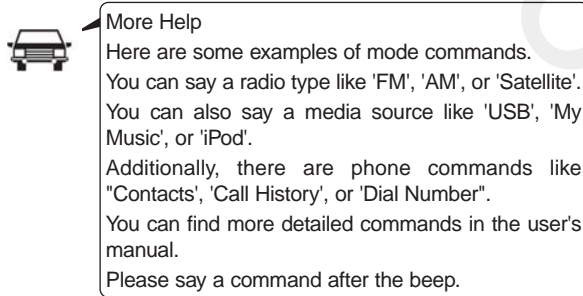 More Help
Here are some examples of mode commands.
You can say a radio type like 'FM', 'AM', or 'Satellite'.
You can also say a media source like 'USB', 'My
Music', or 'iPod'.
Additionally, there are phone commands like
"Contacts', 'Call History', or 'Dial Number".
You can find more detailed commands in the user's
manual.
Please say a command after the beep.